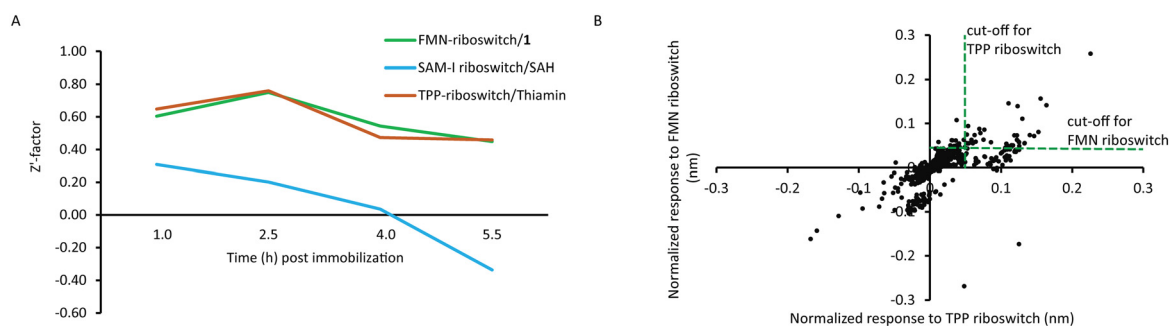 A
FMN-riboswitch/1
SAM-I riboswitch/SAH
TPP-riboswitch/Thiamin
1.00
0.80
0.60
0.40
0.20
0.00
-0.20
-0.40
-0.60
Z'-factor
1.0
2.5
4.0
5.5
Time (h) post immobilization
B
0.3
0.2
0.1
0
-0.1
-0.2
-0.3
Normalized response to FMN riboswitch
(nm)
cut-off for
TPP riboswitch
cut-off for
FMN riboswitch
-0.3
-0.2
-0.1
0
0.1
0.2
0.3
Normalized response to TPP riboswitch (nm)